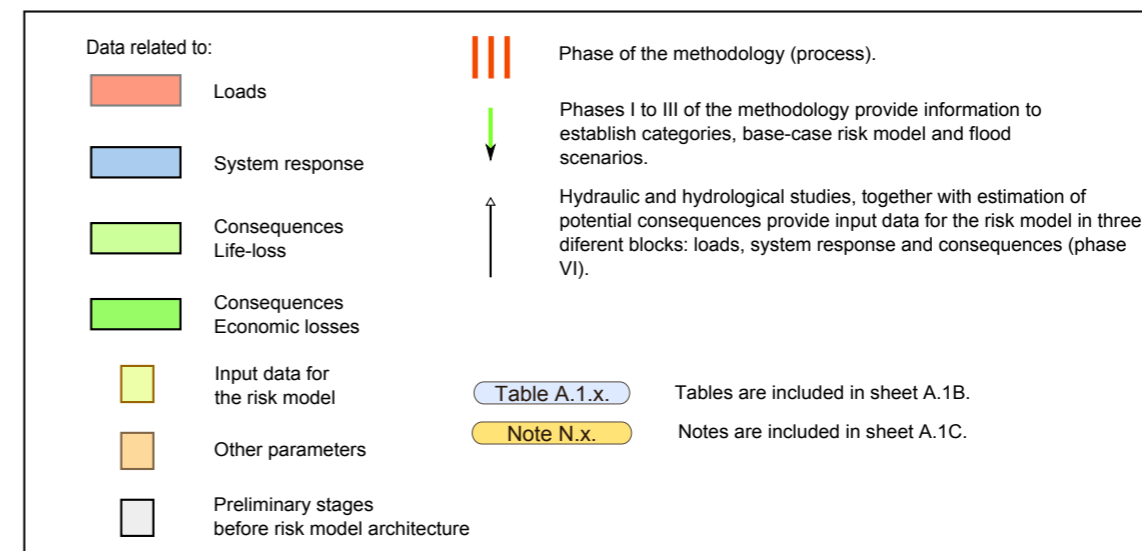 Data related to:
Loads
System response
Consequences
Life-loss
Consequences
Economic losses
Input data for
the risk model
Other parameters
Preliminary stages
before risk model architecture
Phase of the methodology (process).
Phases I to III of the methodology provide information to
establish categories, base-case risk model and flood
scenarios.
Hydraulic and hydrological studies, together with estimation of
potential consequences provide input data for the risk model in three
diferent blocks: loads, system response and consequences (phase
VI).
Table A.1.x.
Tables are included in sheet A.1B.
Note N.x.
Notes are included in sheet A.1C.